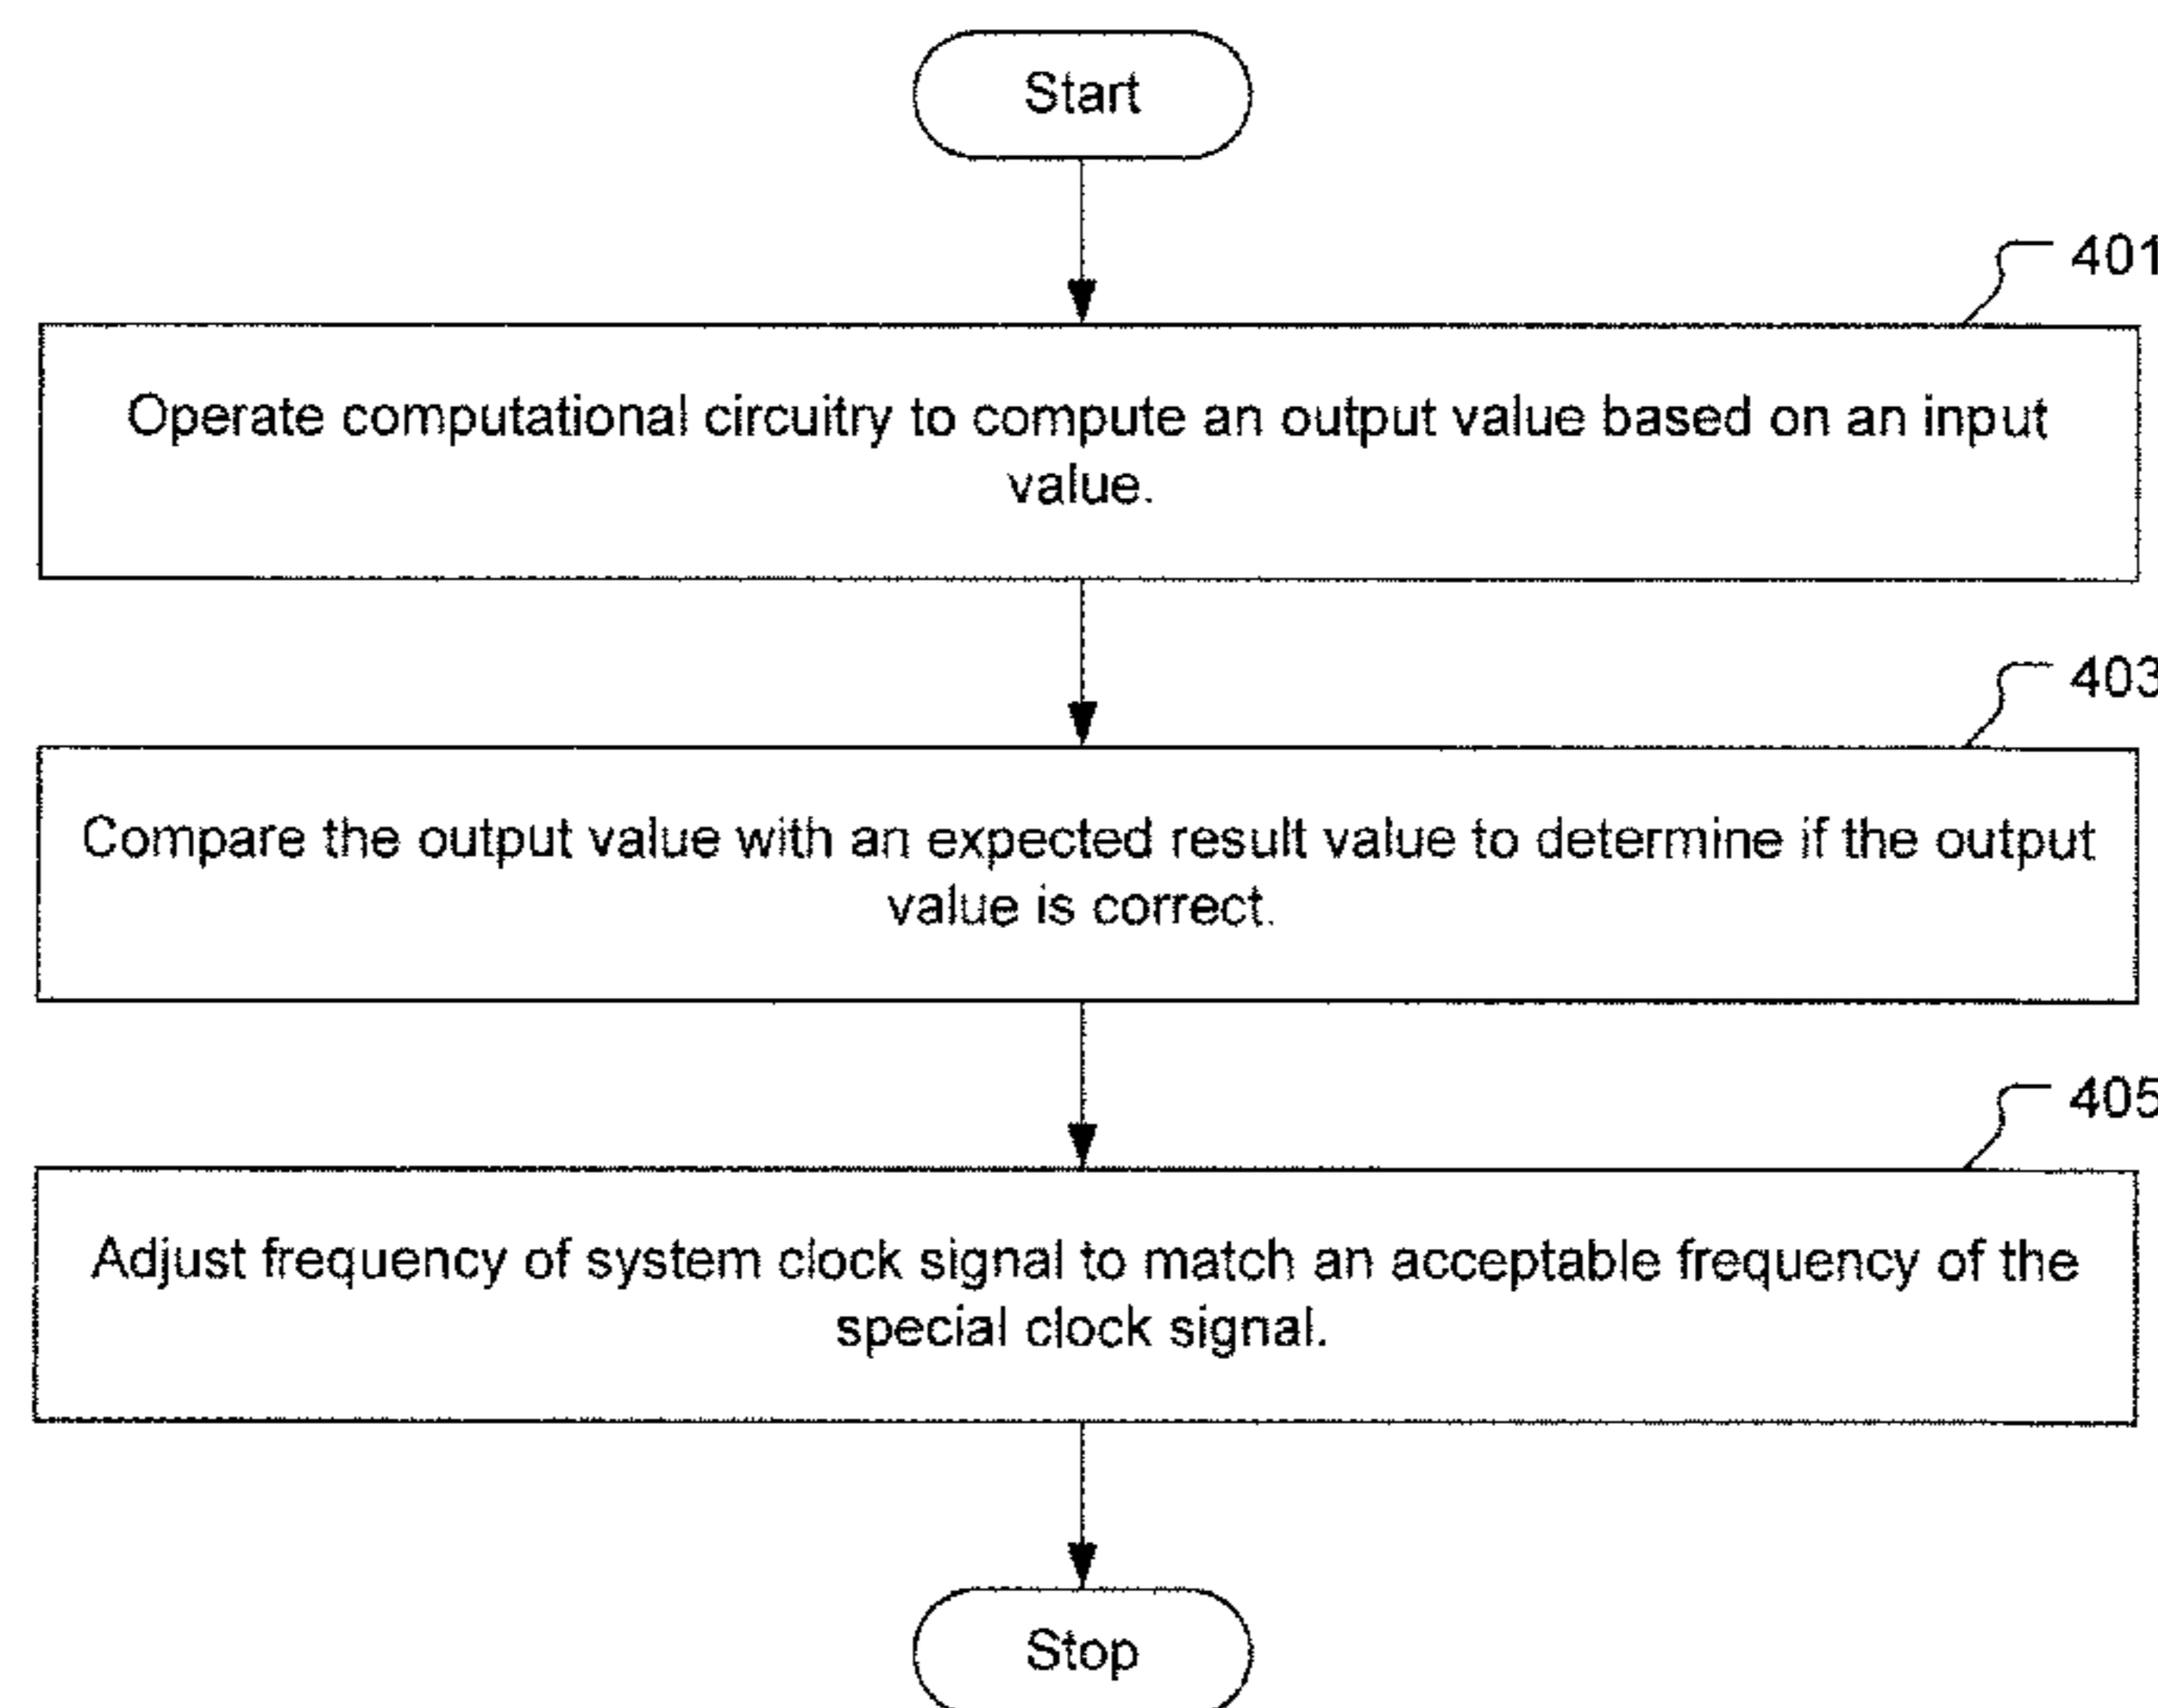 Start
401
Operate computational circuitry to compute an output value based on an input
value.
403
Compare the output value with an expected result value to determine if the output
value is correct.
405
Adjust frequency of system clock signal to match an acceptable frequency of the
special clock signal.
Stop